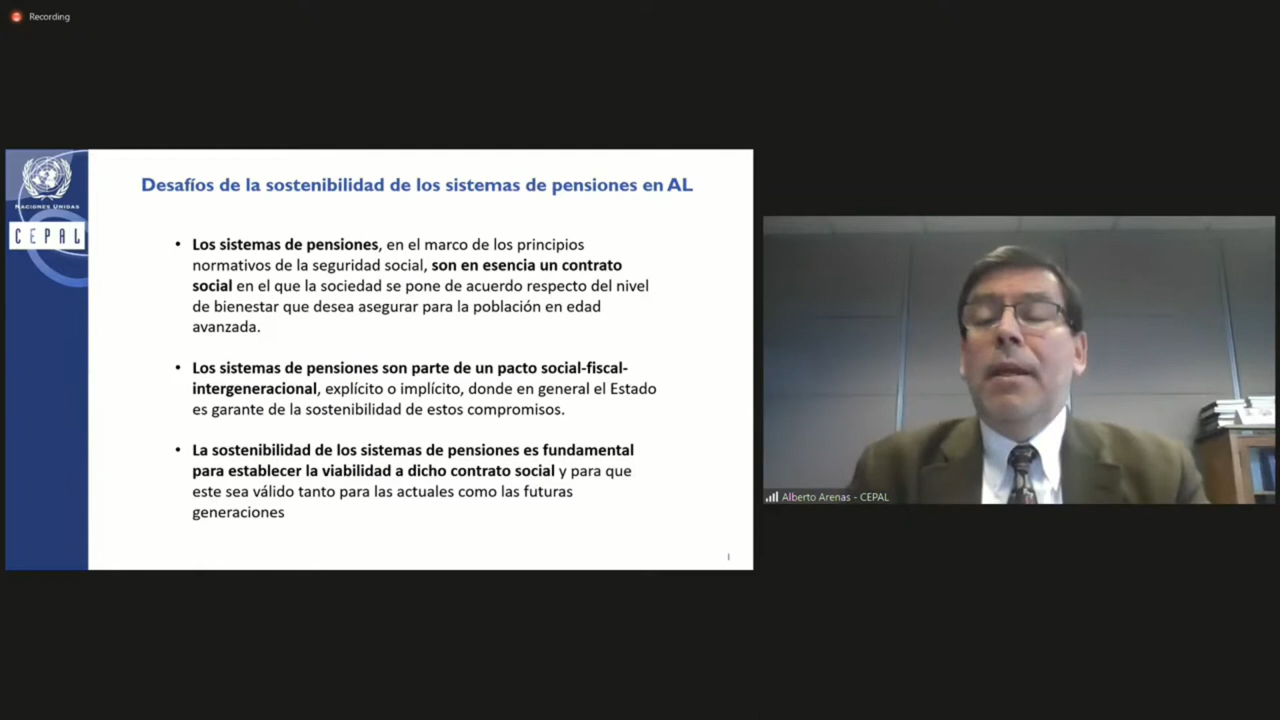 Recording
NACIONES UNIDAS
CEPAL
Desafíos de la sostenibilidad de los sistemas de pensiones en AL
• Los sistemas de pensiones, en el marco de los principios
normativos de la seguridad social, son en esencia un contrato
social en el que la sociedad se pone de acuerdo respecto del nivel
de bienestar que desea asegurar para la población en edad
avanzada.
• Los sistemas de pensiones son parte de un pacto social-fiscal-
intergeneracional, explícito o implícito, donde en general el Estado
es garante de la sostenibilidad de estos compromisos.
• La sostenibilidad de los sistemas de pensiones es fundamental
para establecer la viabilidad a dicho contrato social y para que
este sea válido tanto para las actuales como las futuras
generaciones
1
Alberto Arenas - CEPAL